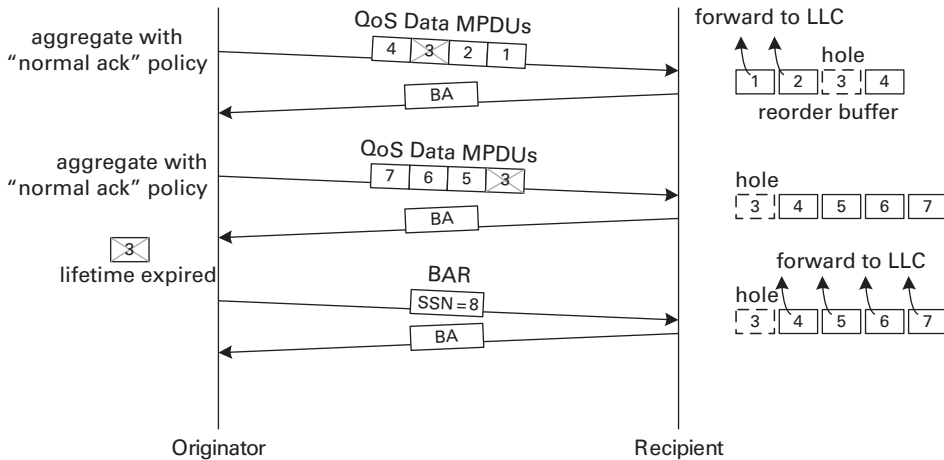 QoS Data MPDUs
aggregate with
“normal ack” policy
4 3 2 1
BA
forward to LLC
hole
1 2 3 4
reorder buffer
QoS Data MPDUs
aggregate with
“normal ack” policy
7 6 5 3
BA
hole
3 4 5 6 7
3
lifetime expired
BAR
SSN = 8
BA
forward to LLC
hole
3 4 5 6 7
Originator
Recipient